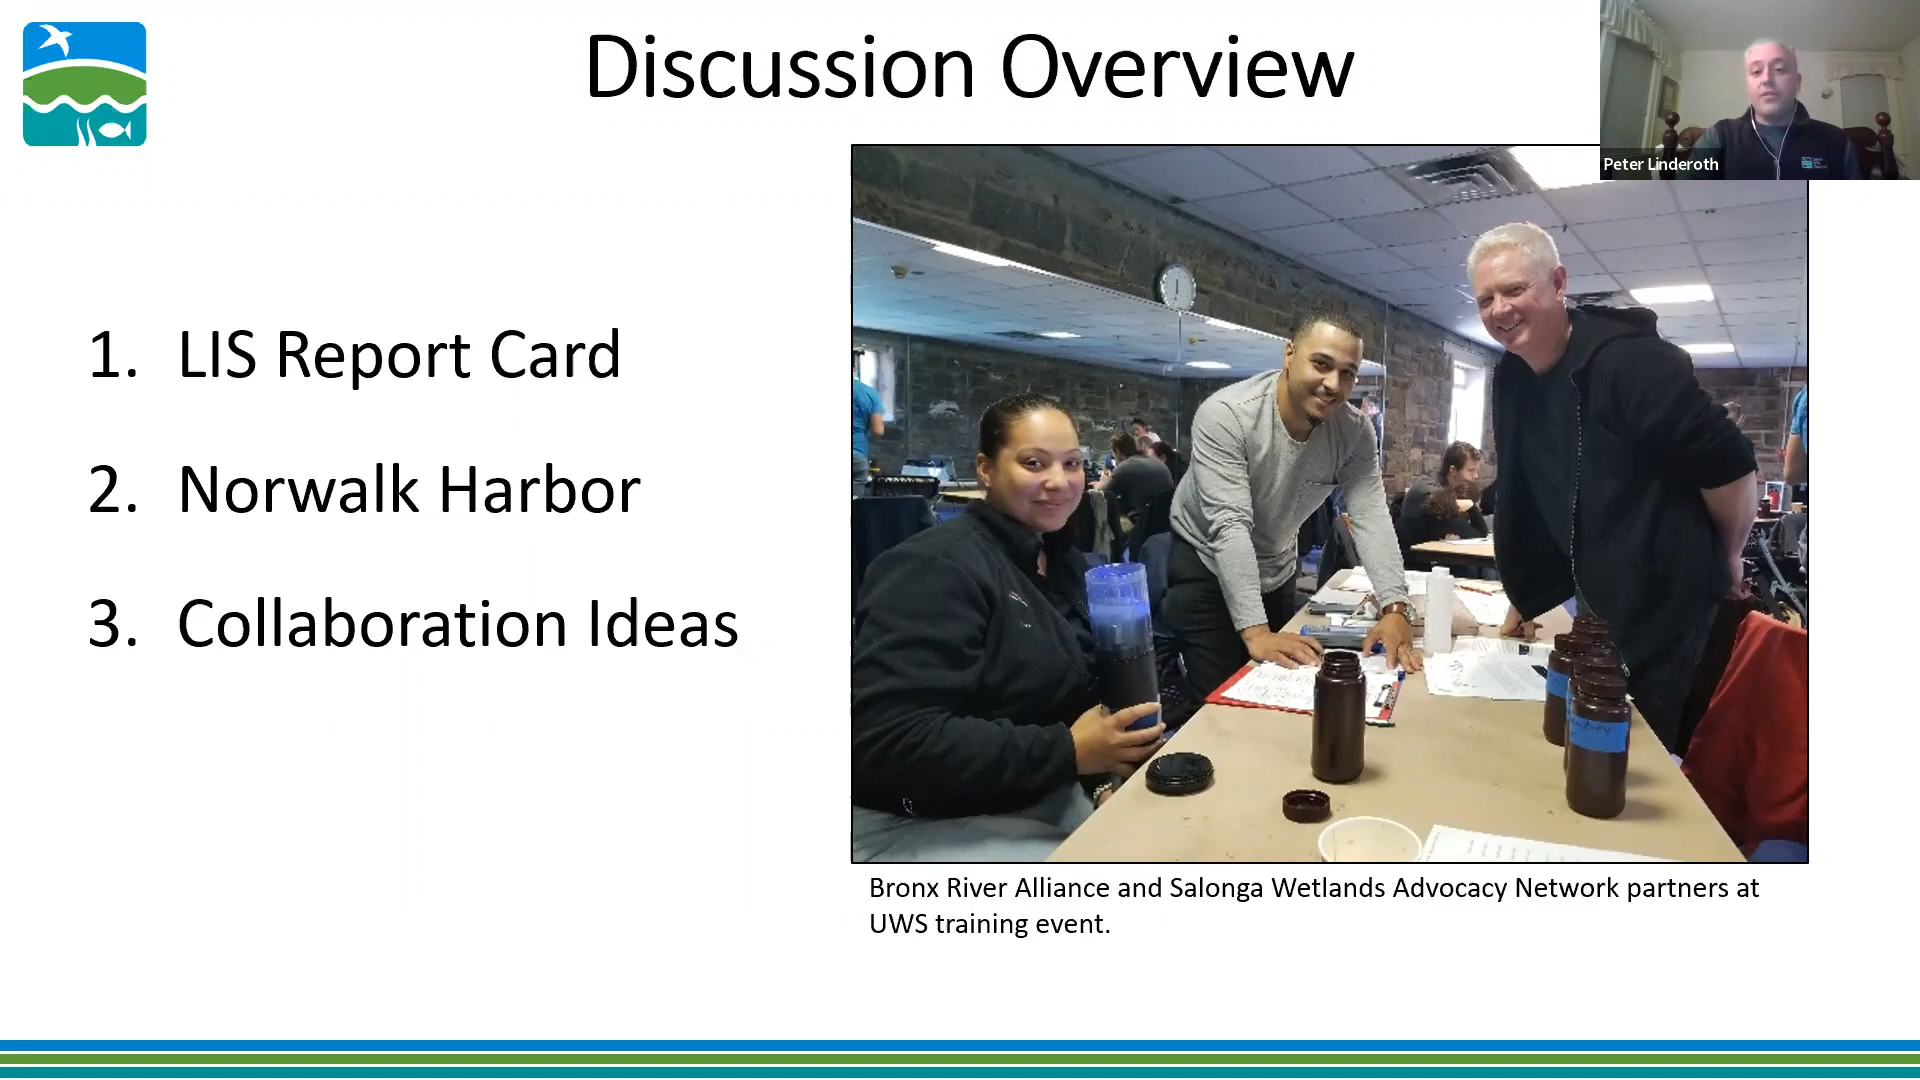 Discussion Overview
Peter Linderoth
1. LIS Report Card
2. Norwalk Harbor
3. Collaboration Ideas
Bronx River Alliance and Salonga Wetlands Advocacy Network partners at
UWS training event.